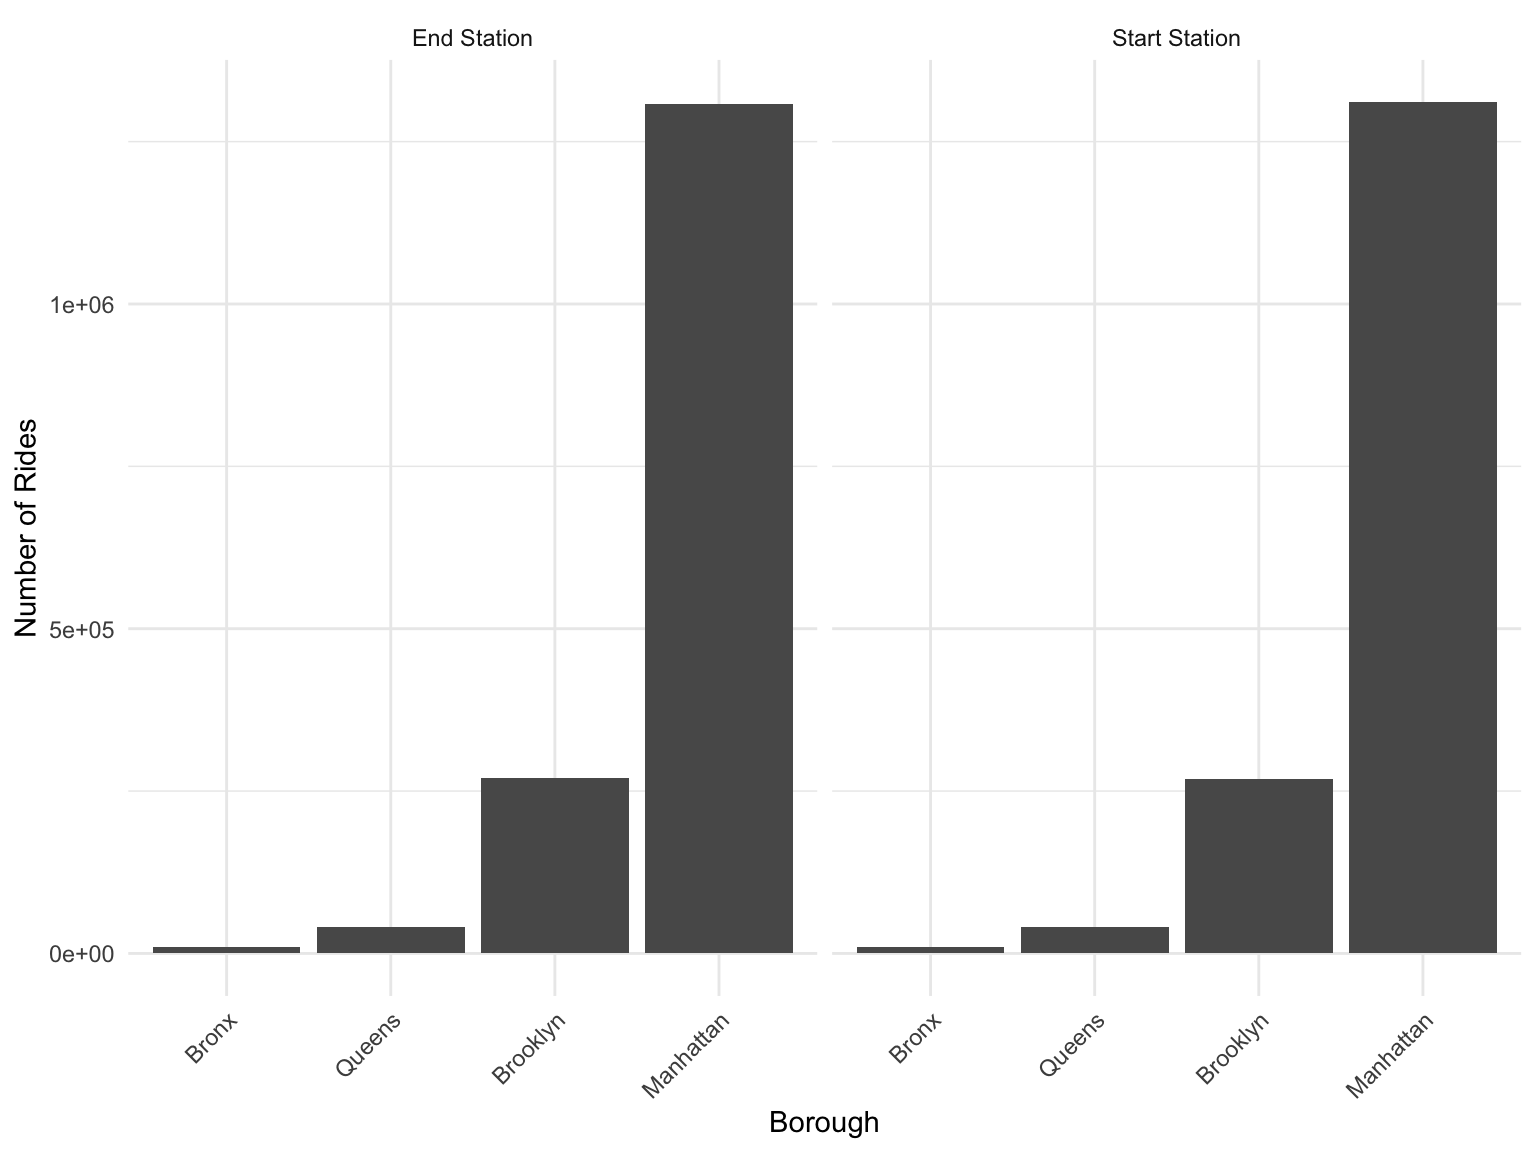 End Station
Start Station
Number of Rides
1e+06
5e+05
0e+00
Bronx
Queens
Brooklyn
Manhattan
Bronx
Queens
Brooklyn
Manhattan
Borough